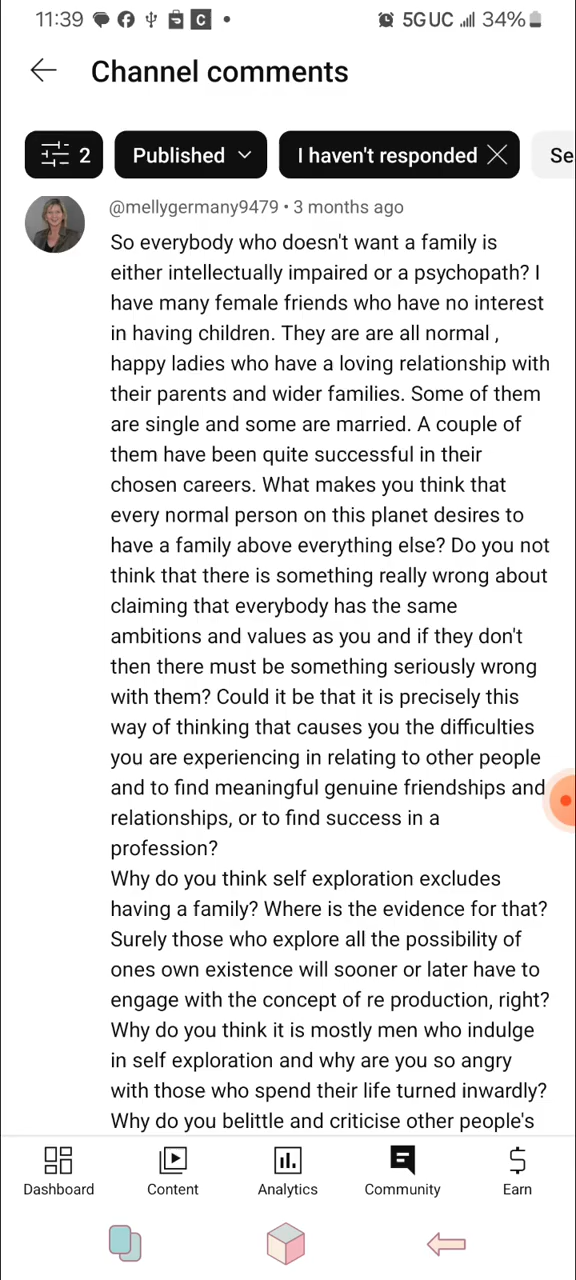 11:39
5GUC
34%
Channel comments
2
Published
I haven't responded
Se
@mellygermany9479 • 3 months ago
So everybody who doesn't want a family is
either intellectually impaired or a psychopath? I
have many female friends who have no interest
in having children. They are are all normal ,
happy ladies who have a loving relationship with
their parents and wider families. Some of them
are single and some are married. A couple of
them have been quite successful in their
chosen careers. What makes you think that
every normal person on this planet desires to
have a family above everything else? Do you not
think that there is something really wrong about
claiming that everybody has the same
ambitions and values as you and if they don't
then there must be something seriously wrong
with them? Could it be that it is precisely this
way of thinking that causes you the difficulties
you are experiencing in relating to other people
and to find meaningful genuine friendships and
relationships, or to find success in a
profession?
Why do you think self exploration excludes
having a family? Where is the evidence for that?
Surely those who explore all the possibility of
ones own existence will sooner or later have to
engage with the concept of re production, right?
Why do you think it is mostly men who indulge
in self exploration and why are you so angry
with those who spend their life turned inwardly?
Why do you belittle and criticise other people's
Dashboard
Content
Analytics
Community
Earn